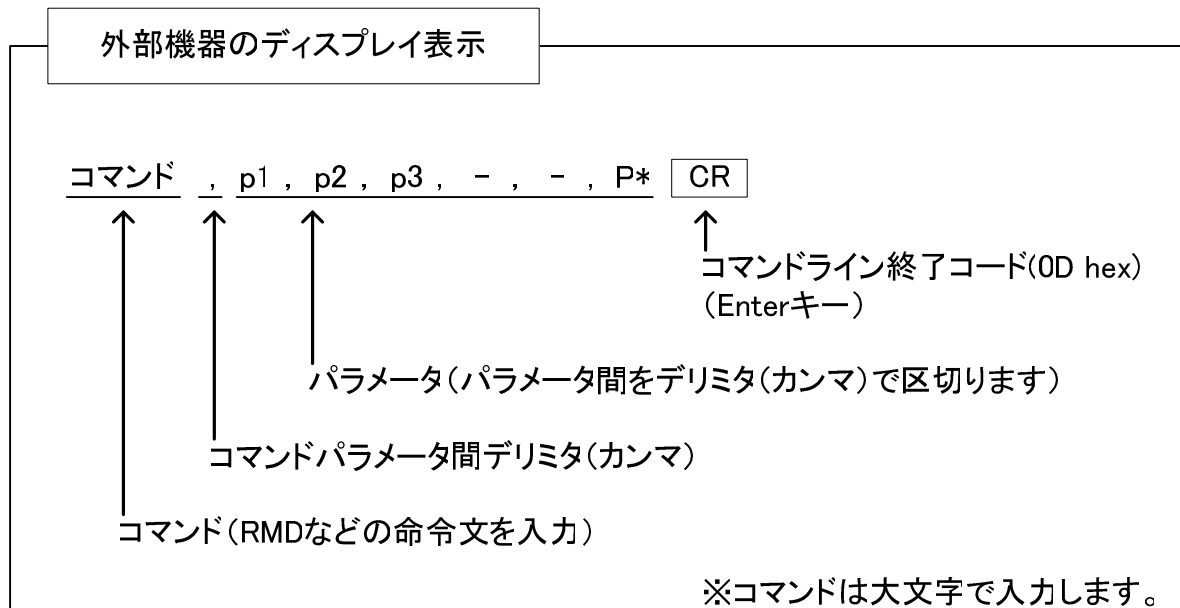 外部機器のディスプレイ表示
コマンド , p1 , p2 , p3 , - , - , P* CR
コマンドライン終了コード(0D hex)
(Enterキー)
パラメータ(パラメータ間をデリミタ(カンマ)で区切ります)
コマンドパラメータ間デリミタ(カンマ)
コマンド(RMDなどの命令文を入力)
※コマンドは大文字で入力します。